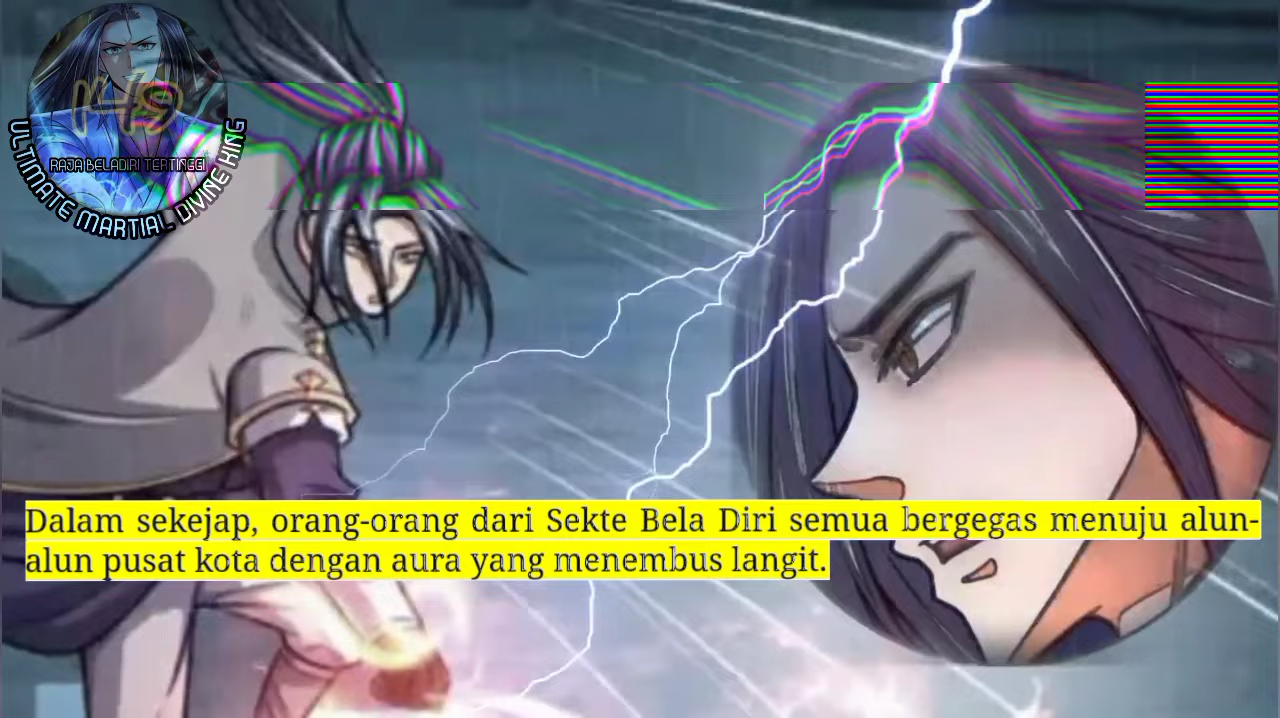 149
RAJA BELADIRI TERTINGGI
ULTIMATE MARTIAL DIVINE KING
Dalam sekejap, orang-orang dari Sekte Bela Diri semua bergegas menuju alun-
alun pusat kota dengan aura yang menembus langit.